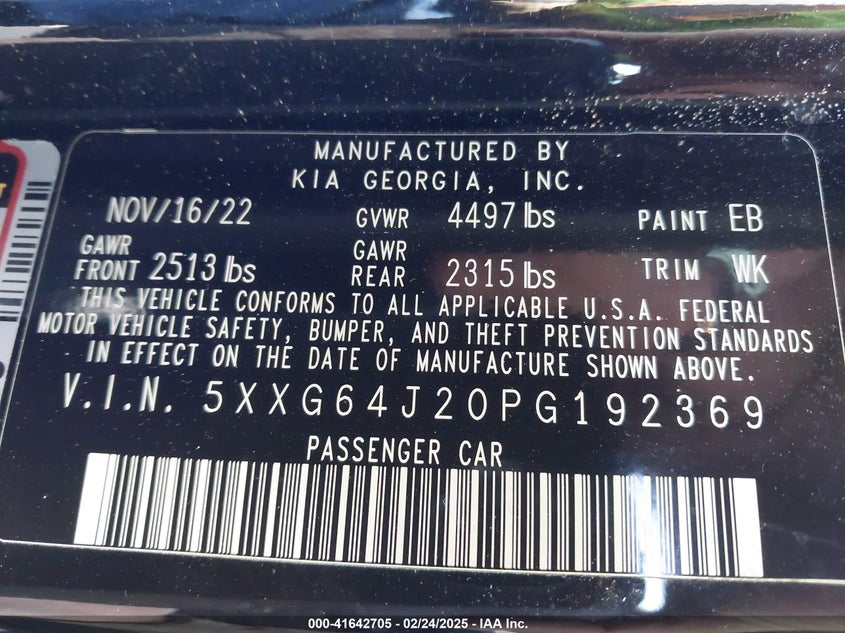 MANUFACTURED BY
KIA GEORGIA, INC.
NOV/16/22 GVWR 4497 lbs PAINT EB
GAWR FRONT 2513 lbs GAWR REAR 2315 lbs TRIM WK
THIS VEHICLE CONFORMS TO ALL APPLICABLE U.S.A. FEDERAL
MOTOR VEHICLE SAFETY, BUMPER, AND THEFT PREVENTION STANDARDS
IN EFFECT ON THE DATE OF MANUFACTURE SHOWN ABOVE.
V.I.N. 5XXG64J20PG192369
PASSENGER CAR
000-41642705 - 02/24/2025 - IAA Inc.